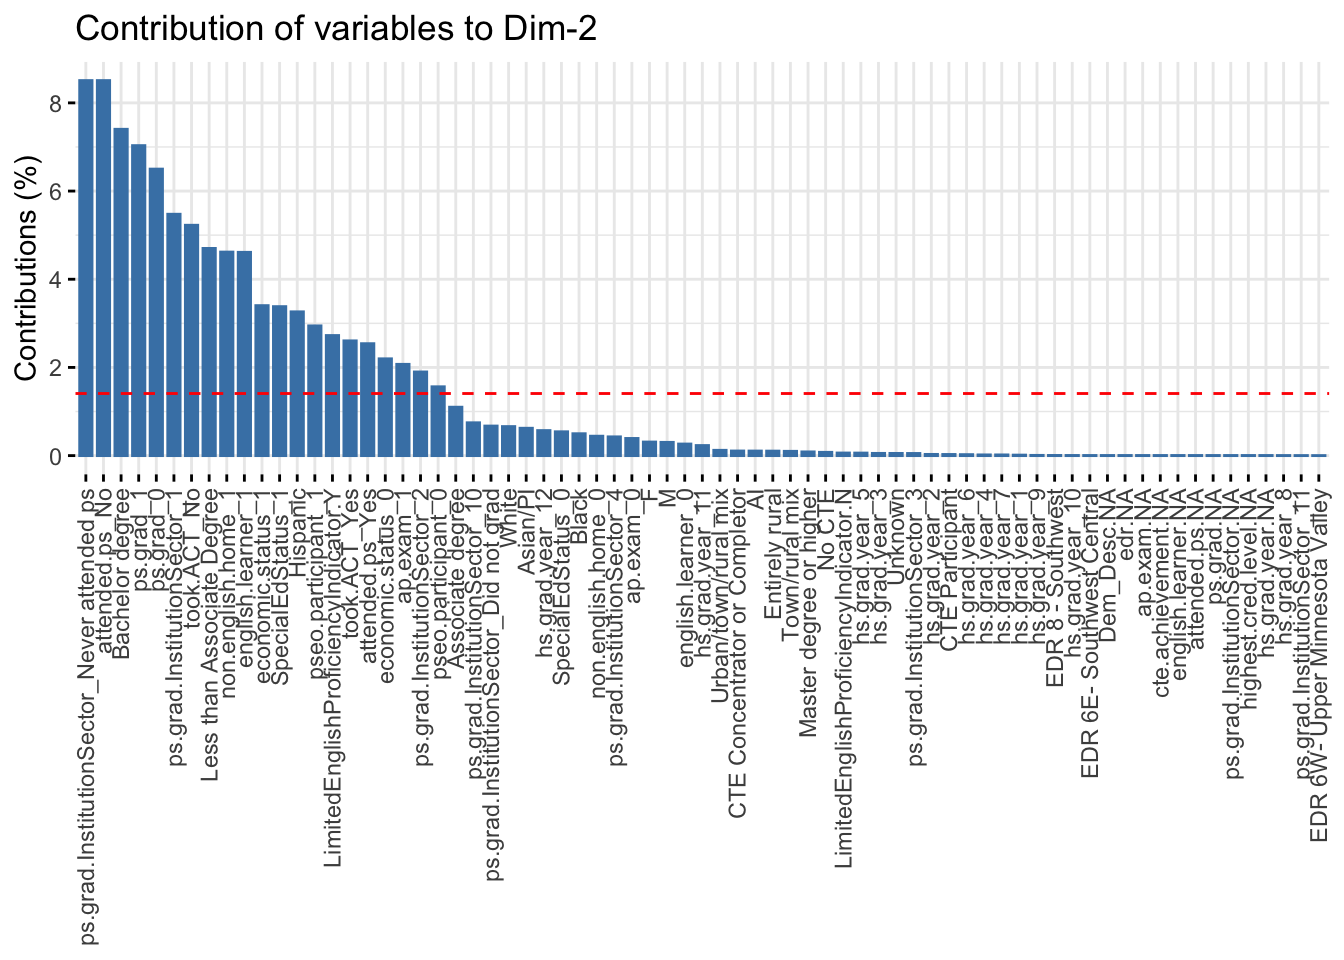 Contribution of variables to Dim-2
Contributions (%)
8
6
4
2
0
ps.grad.InstitutionSector_Never attended ps
attended.ps_No
Bachelor degree
ps.grad_1
ps.grad_0
ps.grad.InstitutionSector_1
took.ACT_No
Less than Associate Degree
non.english.home_1
english.learner_1
economic.status_1
SpecialEdStatus_1
Hispanic
pseo.participant_1
LimitedEnglishProficiencyIndicator.Y
took.ACT_Yes
attended.ps_Yes
economic.status_0
ap.exam_1
ps.grad.InstitutionSector_2
pseo.participant_0
Associate degree
ps.grad.InstitutionSector_10
ps.grad.InstitutionSector_Did not grad
White
Asian/PI
hs.grad.year_12
SpecialEdStatus_0
Black
non.english.home_0
ps.grad.InstitutionSector_4
ap.exam_0
F
M
english.learner_0
hs.grad.year_11
Urban/town/rural mix
CTE Concentrator or Completor
AI
Entirely rural
Town/rural mix
Master degree or higher
No CTE
LimitedEnglishProficiencyIndicator.N
hs.grad.year_5
hs.grad.year_3
Unknown
ps.grad.InstitutionSector_3
hs.grad.year_2
CTE Participant
hs.grad.year_6
hs.grad.year_4
hs.grad.year_7
hs.grad.year_1
hs.grad.year_9
EDR 8 - Southwest
hs.grad.year_10
EDR 6E- Southwest Central
Dem_Desc.NA
edr.NA
ap.exam.NA
cte.achievement.NA
english.learner.NA
attended.ps.NA
ps.grad.NA
ps.grad.InstitutionSector.NA
highest.cred.level.NA
hs.grad.year.NA
hs.grad.year_8
ps.grad.InstitutionSector_11
EDR 6W- Upper Minnesota Valley